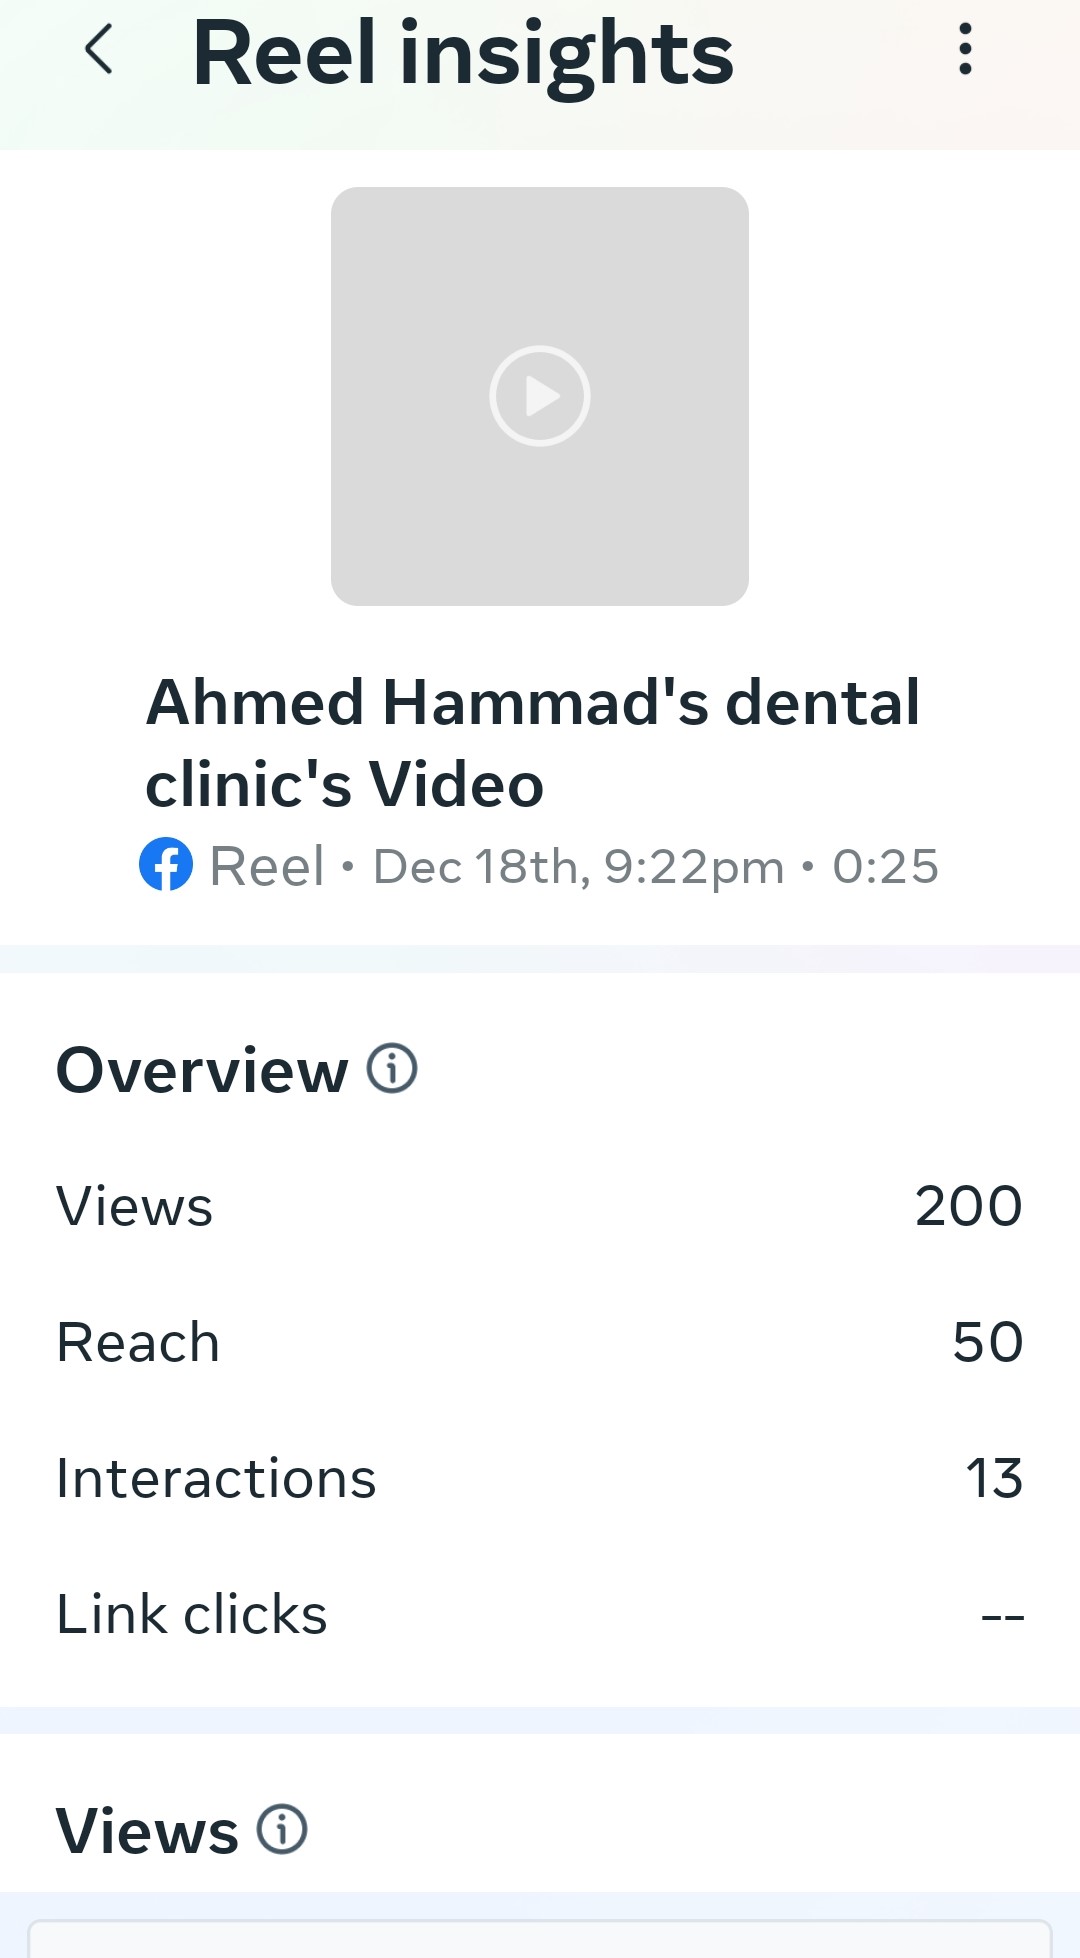 Reel insights
Ahmed Hammad's dental
clinic's Video
Reel • Dec 18th, 9:22pm • 0:25
Overview
Views 200
Reach 50
Interactions 13
Link clicks --
Views